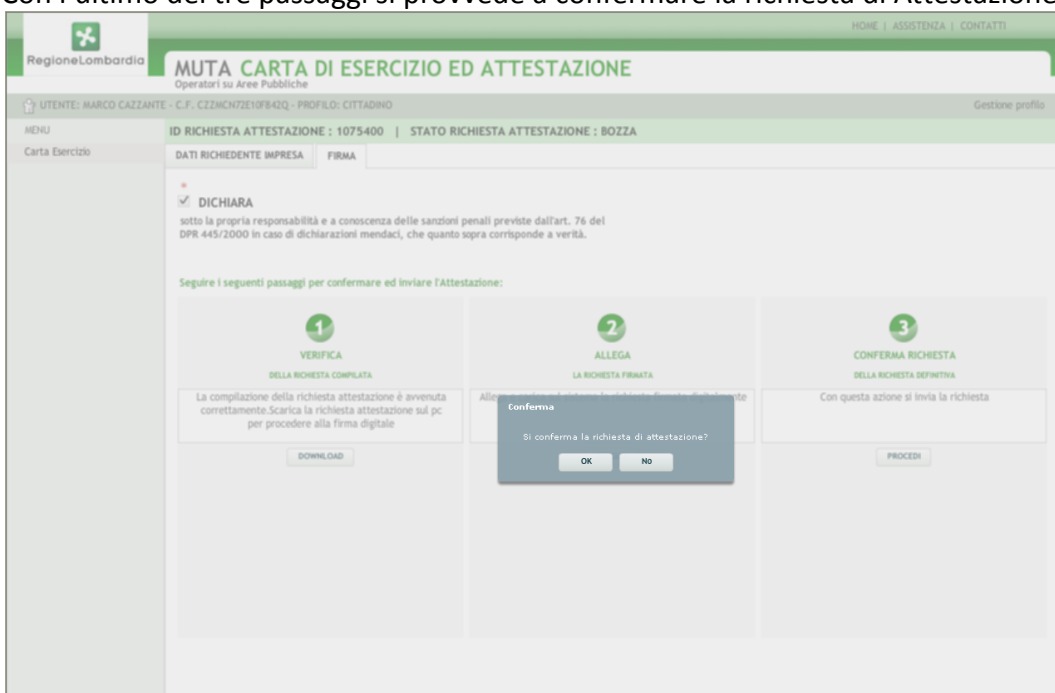 Con l'ultimo dei tre passaggi si provvede a confermare la richiesta di Attestazione
HOME | ASSISTENZA | CONTATTI
RegioneLombardia
MUTA CARTA DI ESERCIZIO ED ATTESTAZIONE
Operatori su Aree Pubbliche
UTENTE: MARCO CAZZANTE - C.F. CZZMCN72E10FB42Q - PROFILO: CITTADINO
Gestione profilo
MENU
ID RICHIESTA ATTESTAZIONE : 1075400 | STATO RICHIESTA ATTESTAZIONE : BOZZA
Carta Esercizio
DATI RICHIEDENTE IMPRESA FIRMA
*
DICHIARA
sotto la propria responsabilità e a conoscenza delle sanzioni penali previste dall'art. 76 del
DPR 445/2000 in caso di dichiarazioni mendaci, che quanto sopra corrisponde a verità.
Seguire i seguenti passaggi per confermare ed inviare l'Attestazione:
1
VERIFICA
DELLA RICHIESTA COMPILATA
La compilazione della richiesta attestazione è avvenuta
correttamente.Scarica la richiesta attestazione sul pc
per procedere alla firma digitale
DOWNLOAD
2
ALLEGA
LA RICHIESTA FIRMATA
3
CONFERMA RICHIESTA
DELLA RICHIESTA DEFINITIVA
Con questa azione si invia la richiesta
PROCEDI
Conferma
Si conferma la richiesta di attestazione?
OK No